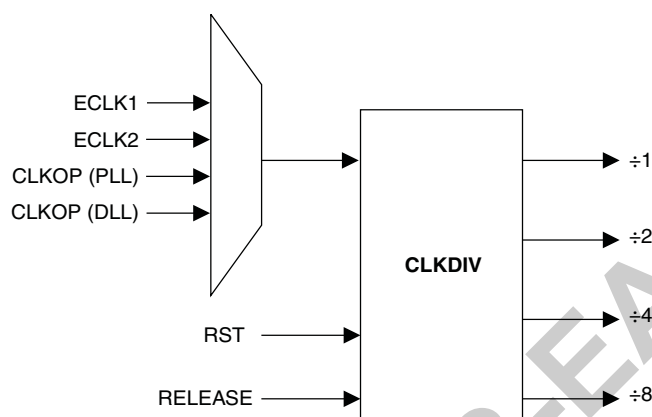 ECLK1
ECLK2
CLKOP (PLL)
CLKOP (DLL)
÷1
÷2
CLKDIV
÷4
RST
RELEASE
÷8